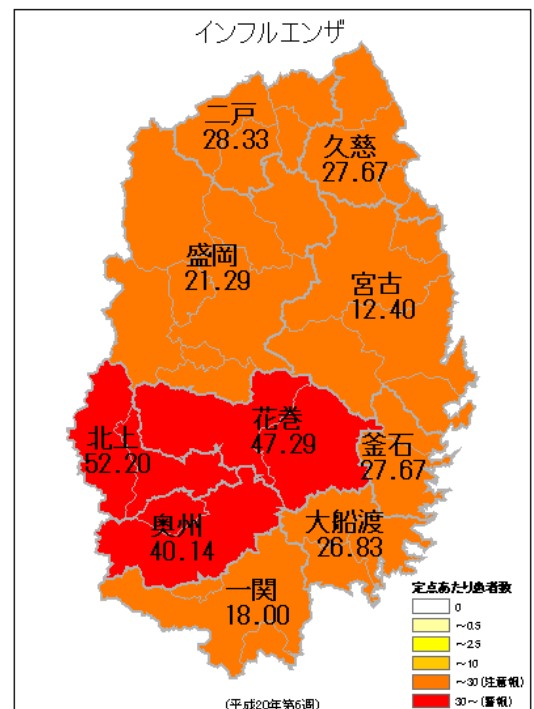 インフルエンザ
二戸
28.33
久慈
27.67
盛岡
21.29
宮古
12.40
花巻
47.29
北上
52.20
釜石
27.67
奥州
40.14
大船渡
26.83
一関
18.00
定点あたり患者数
0
～0.5
～2.5
～10
～30(注意報)
30～(警報)
(平成20年第6週)